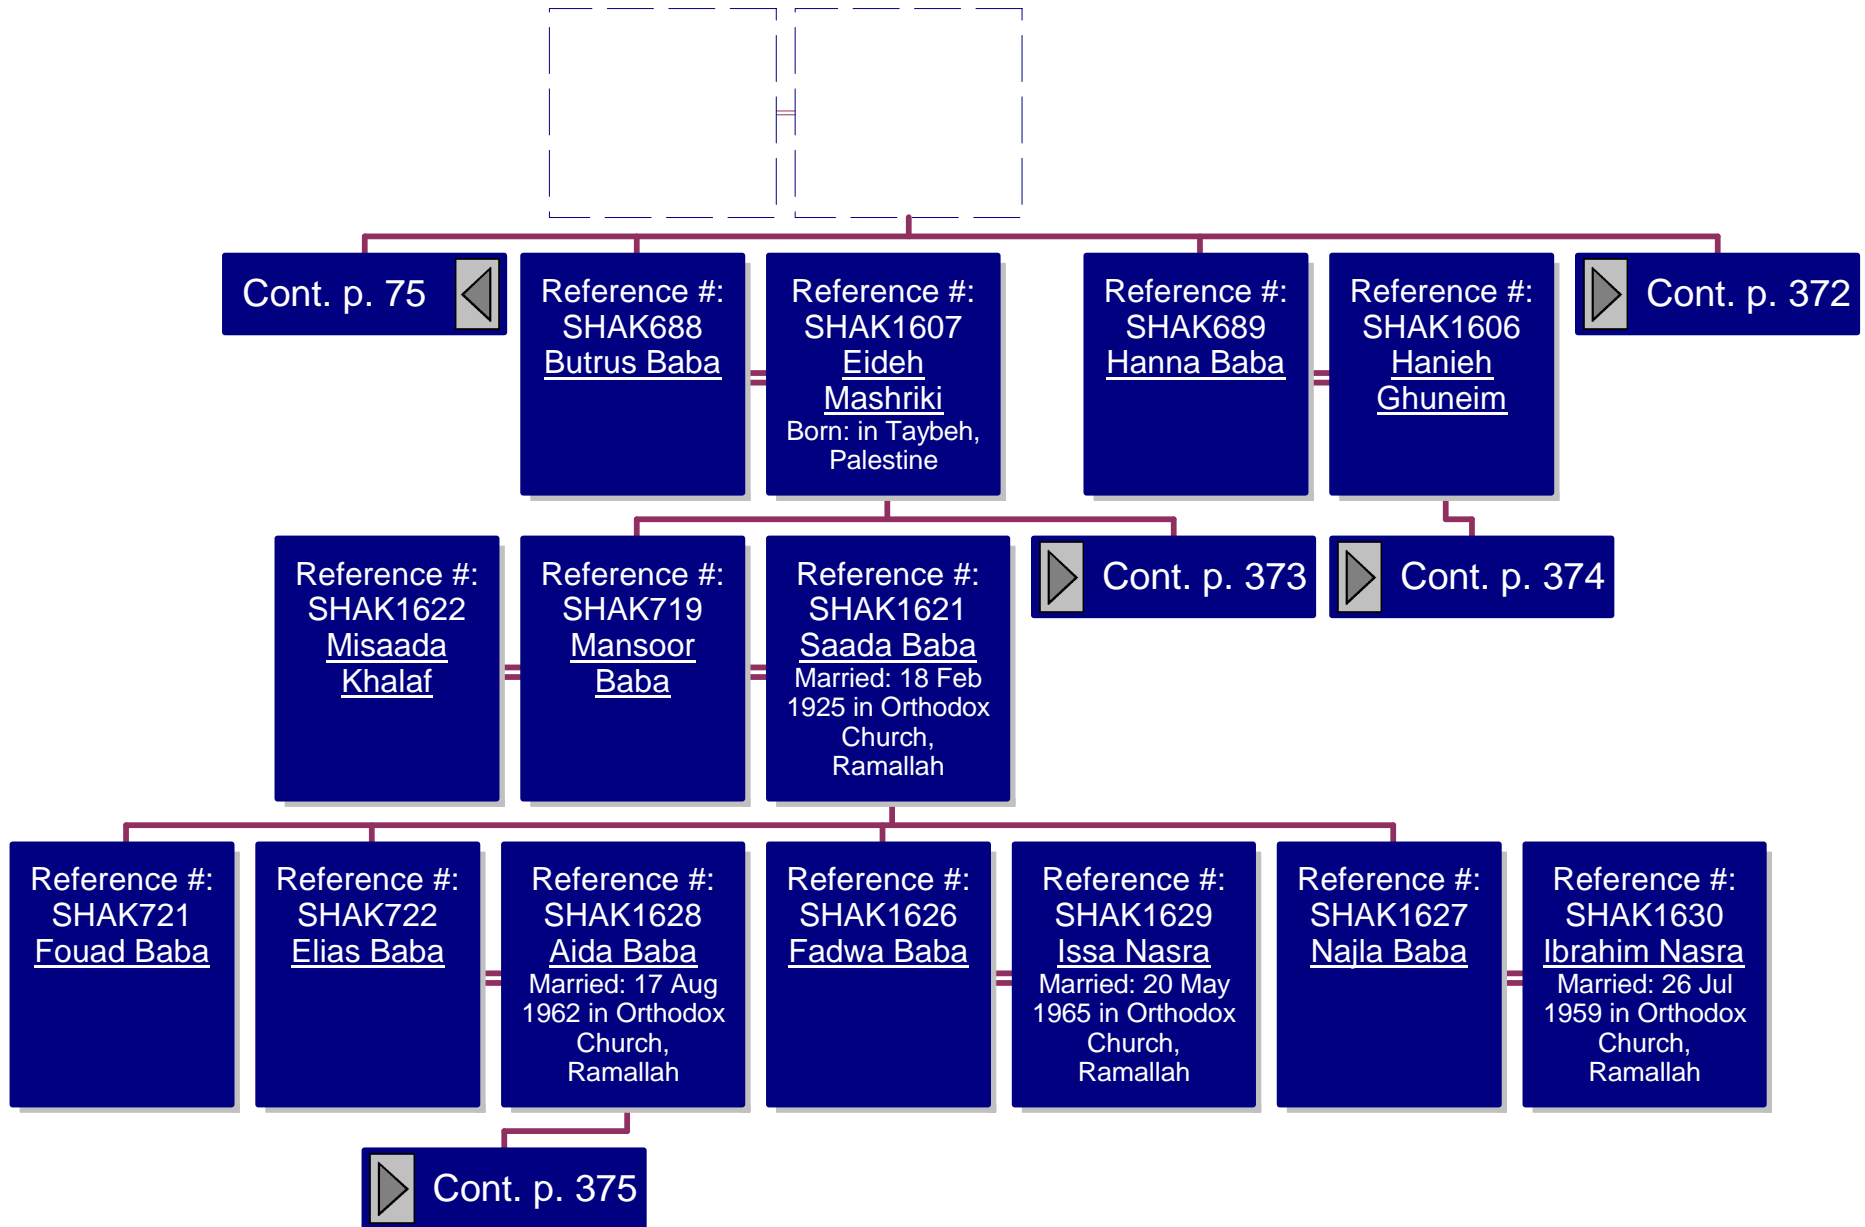 Cont. p. 75
Reference #:
SHAK688
Butrus Baba
Reference #:
SHAK1607
Eideh
Mashriki
Born: in Taybeh,
Palestine
Reference #:
SHAK689
Hanna Baba
Reference #:
SHAK1606
Hanieh
Ghuneim
Cont. p. 372
Reference #:
SHAK1622
Misaada
Khalaf
Reference #:
SHAK719
Mansoor
Baba
Reference #:
SHAK1621
Saada Baba
Married: 18 Feb
1925 in Orthodox
Church,
Ramallah
Cont. p. 373
Cont. p. 374
Reference #:
SHAK721
Fouad Baba
Reference #:
SHAK722
Elias Baba
Reference #:
SHAK1628
Aida Baba
Married: 17 Aug
1962 in Orthodox
Church,
Ramallah
Reference #:
SHAK1626
Fadwa Baba
Reference #:
SHAK1629
Issa Nasra
Married: 20 May
1965 in Orthodox
Church,
Ramallah
Reference #:
SHAK1627
Najla Baba
Reference #:
SHAK1630
Ibrahim Nasra
Married: 26 Jul
1959 in Orthodox
Church,
Ramallah
Cont. p. 375